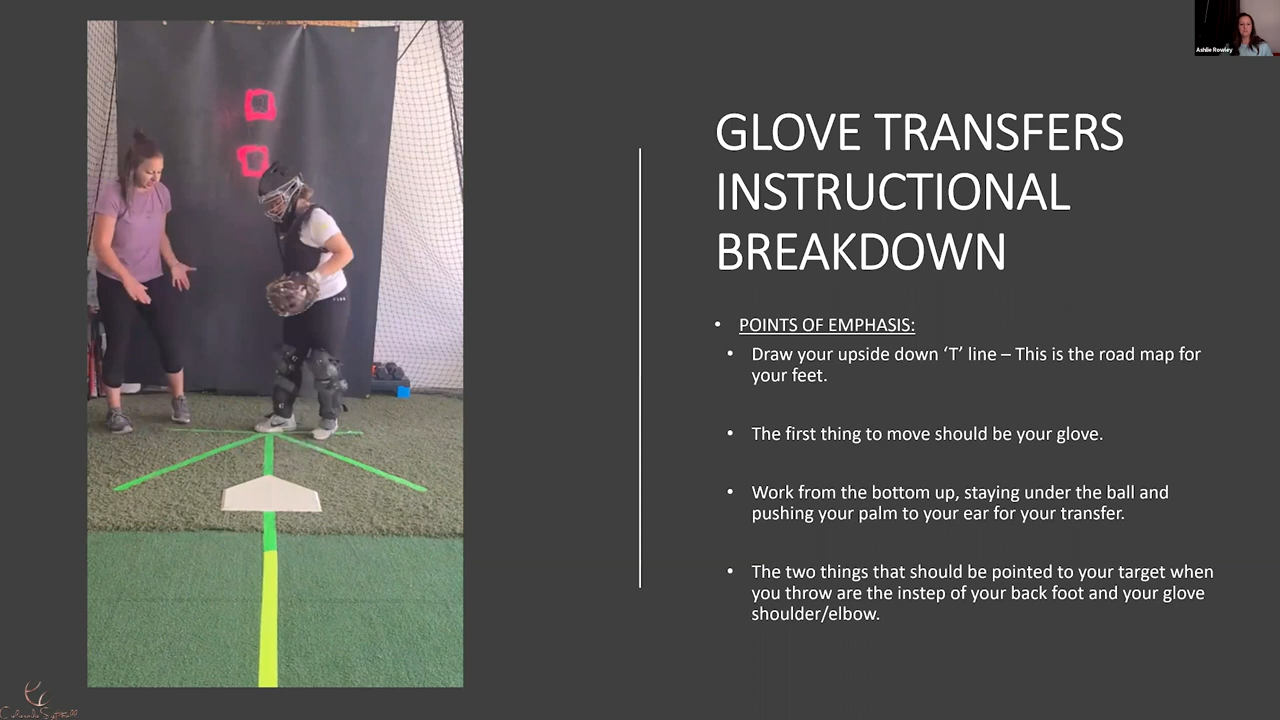 Ashlie Rowley
GLOVE TRANSFERS
INSTRUCTIONAL
BREAKDOWN
• POINTS OF EMPHASIS:
• Draw your upside down ‘T’ line – This is the road map for
your feet.
• The first thing to move should be your glove.
• Work from the bottom up, staying under the ball and
pushing your palm to your ear for your transfer.
• The two things that should be pointed to your target when
you throw are the instep of your back foot and your glove
shoulder/elbow.